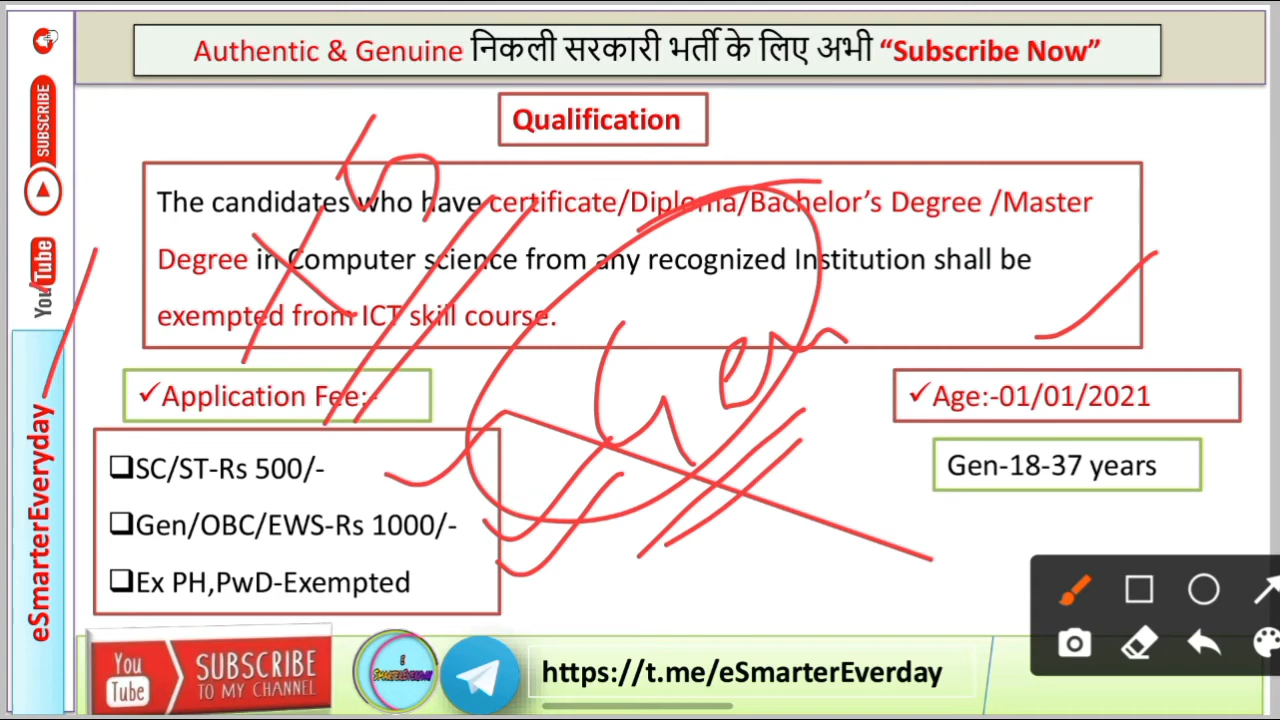 Authentic & Genuine निकली सरकारी भर्ती के लिए अभी “Subscribe Now”
SUBSCRIBE
YouTube
eSmarterEveryday
Qualification
The candidates who have certificate/Diploma/Bachelor’s Degree /Master
Degree in Computer science from any recognized Institution shall be
exempted from ICT skill course.
✓Application Fee:-
❑SC/ST-Rs 500/-
❑Gen/OBC/EWS-Rs 1000/-
❑Ex PH,PwD-Exempted
✓Age:-01/01/2021
Gen-18-37 years
Gen
You
Tube
SUBSCRIBE
TO MY CHANNEL
E
SMARTEREVERYDAY
https://t.me/eSmarterEverday